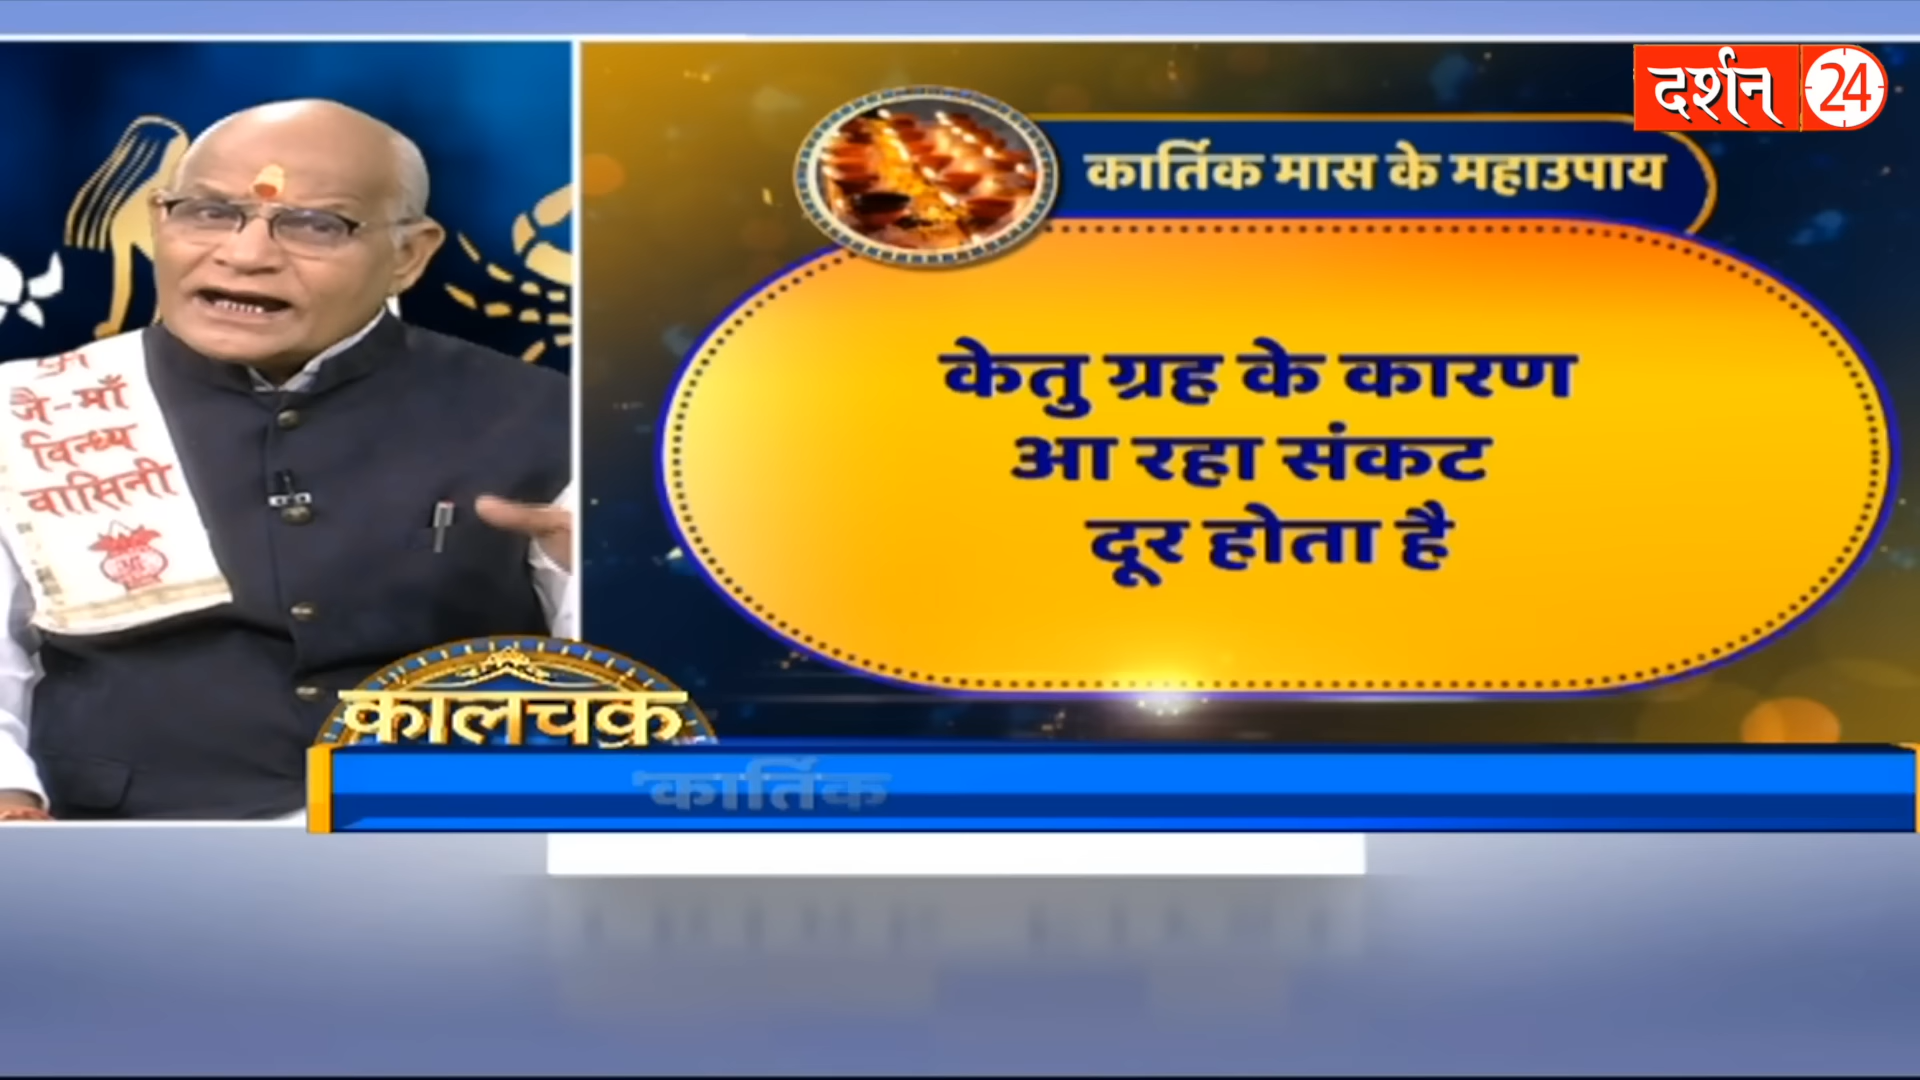 दर्शन 24
कार्तिक मास के महाउपाय
केतु ग्रह के कारण
आ रहा संकट
दूर होता है
जै-माँ
विन्ध्य
वासिनी
कालचक्र
'कार्तिक